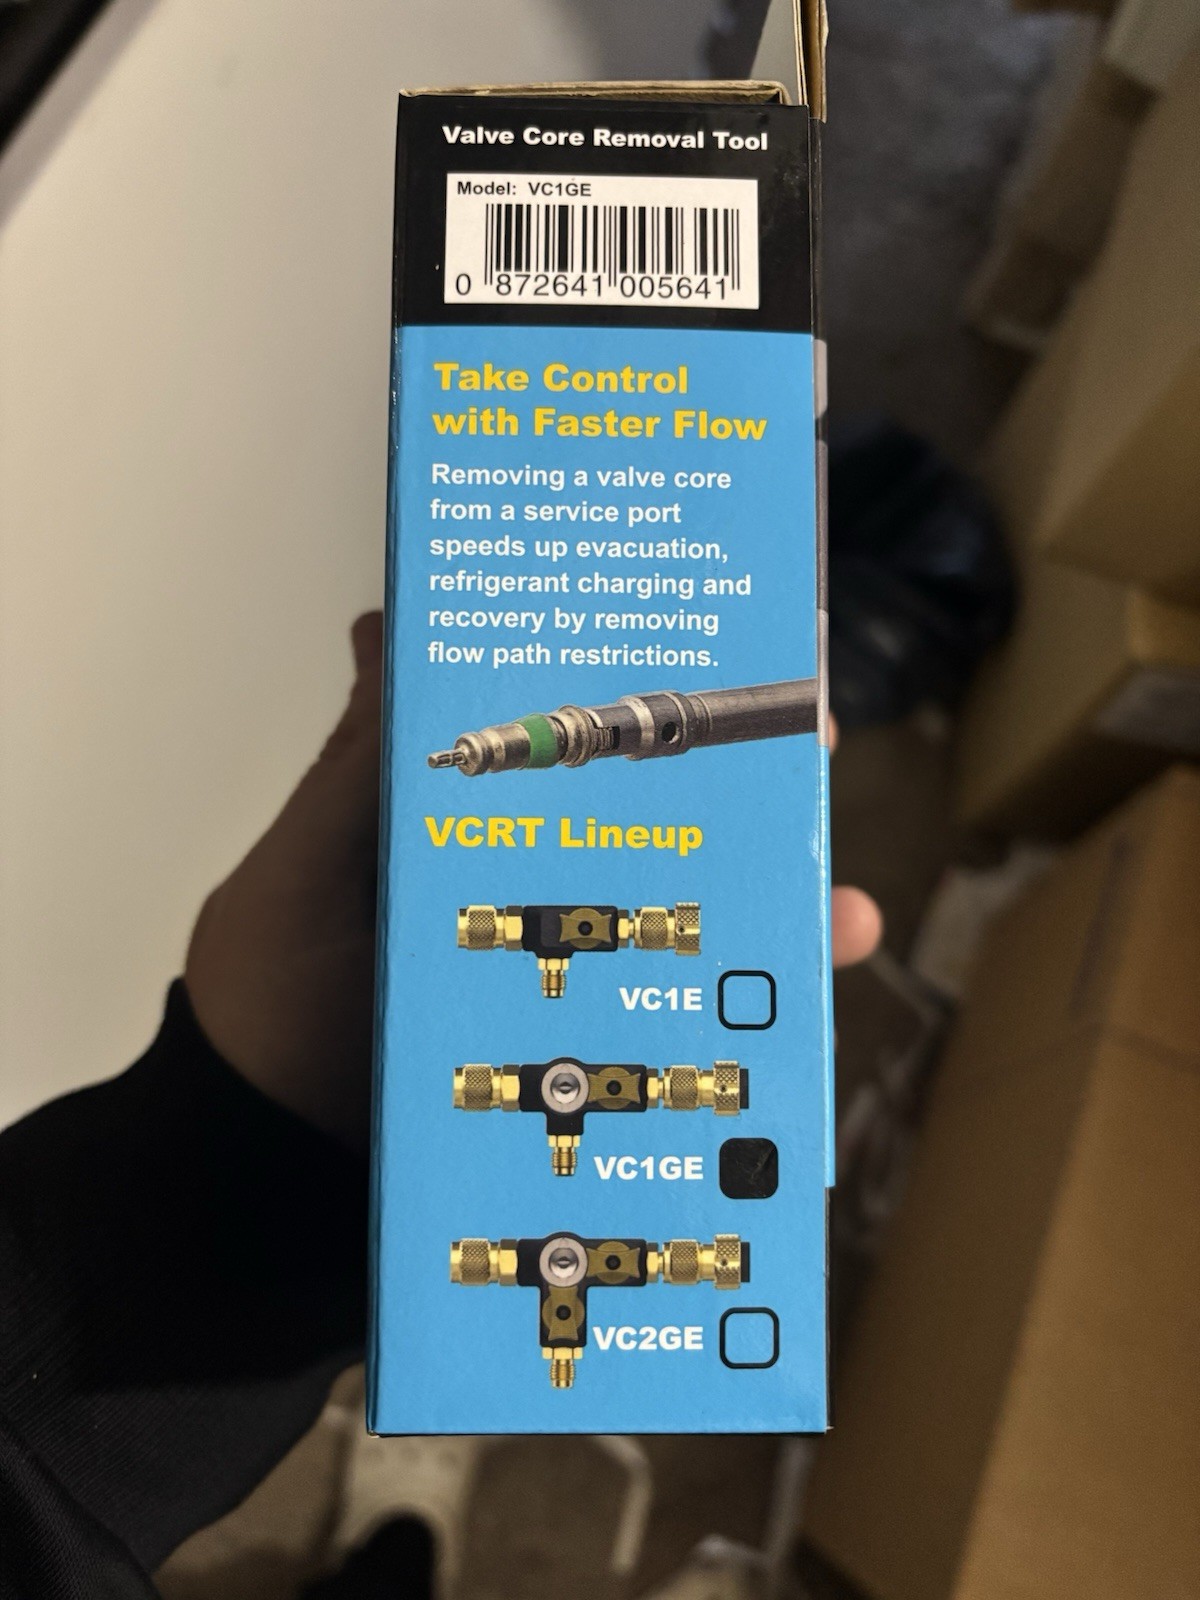 Valve Core Removal Tool
Model: VC1GE
0 872641 005641
Take Control
with Faster Flow
Removing a valve core
from a service port
speeds up evacuation,
refrigerant charging and
recovery by removing
flow path restrictions.
VCRT Lineup
VC1E
VC1GE
VC2GE